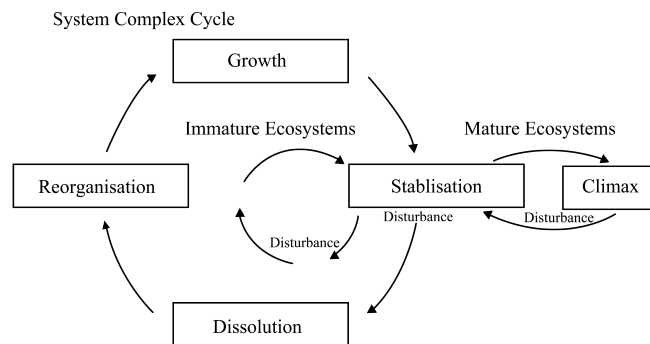 System Complex Cycle
Growth
Immature Ecosystems
Mature Ecosystems
Reorganisation
Stablisation
Climax
Disturbance
Disturbance
Disturbance
Dissolution